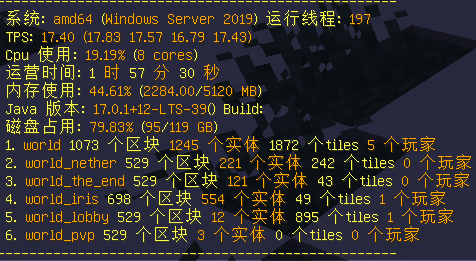 系统: amd64 (Windows Server 2019) 运行线程: 197
TPS: 17.40 (17.83 17.57 16.79 17.43)
Cpu 使用: 19.19% (8 cores)
运营时间: 1 时 57 分 30 秒
内存使用: 44.61% (2284.00/5120 MB)
Java 版本: 17.0.1+12-LTS-39() Build:
磁盘占用: 79.83% (95/119 GB)
1. world 1073 个区块 1245 个实体 1872 个tiles 5 个玩家
2. world_nether 529 个区块 221 个实体 242 个tiles 0 个玩家
3. world_the_end 529 个区块 121 个实体 43 个tiles 0 个玩家
4. world_iris 698 个区块 554 个实体 49 个tiles 1 个玩家
5. world_lobby 529 个区块 12 个实体 895 个tiles 1 个玩家
6. world_pvp 529 个区块 3 个实体 0 个tiles 0 个玩家